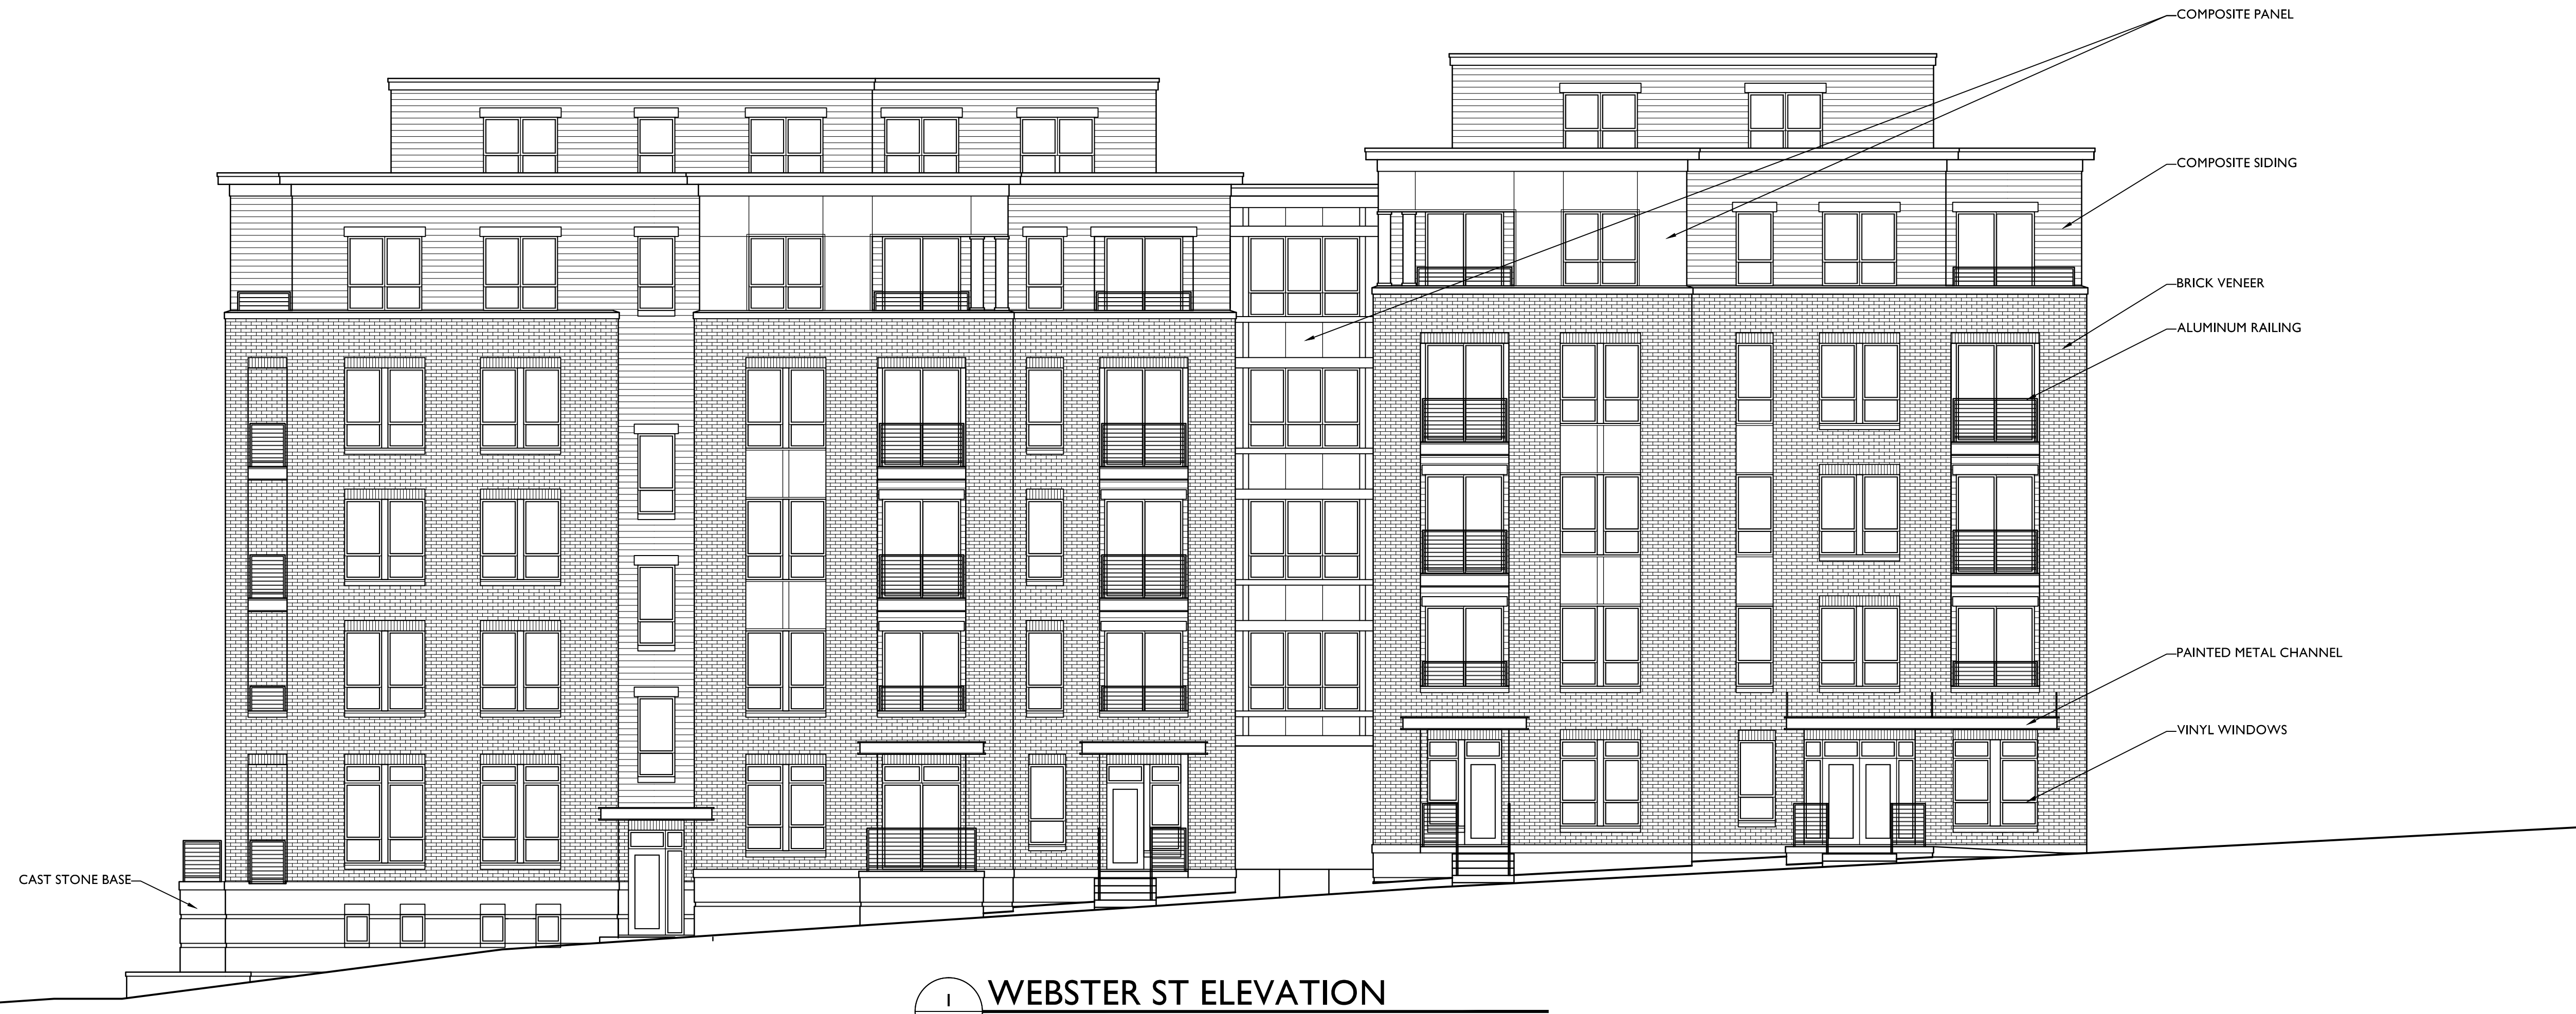 COMPOSITE PANEL
COMPOSITE SIDING
BRICK VENEER
ALUMINUM RAILING
PAINTED METAL CHANNEL
VINYL WINDOWS
CAST STONE BASE
1 WEBSTER ST ELEVATION